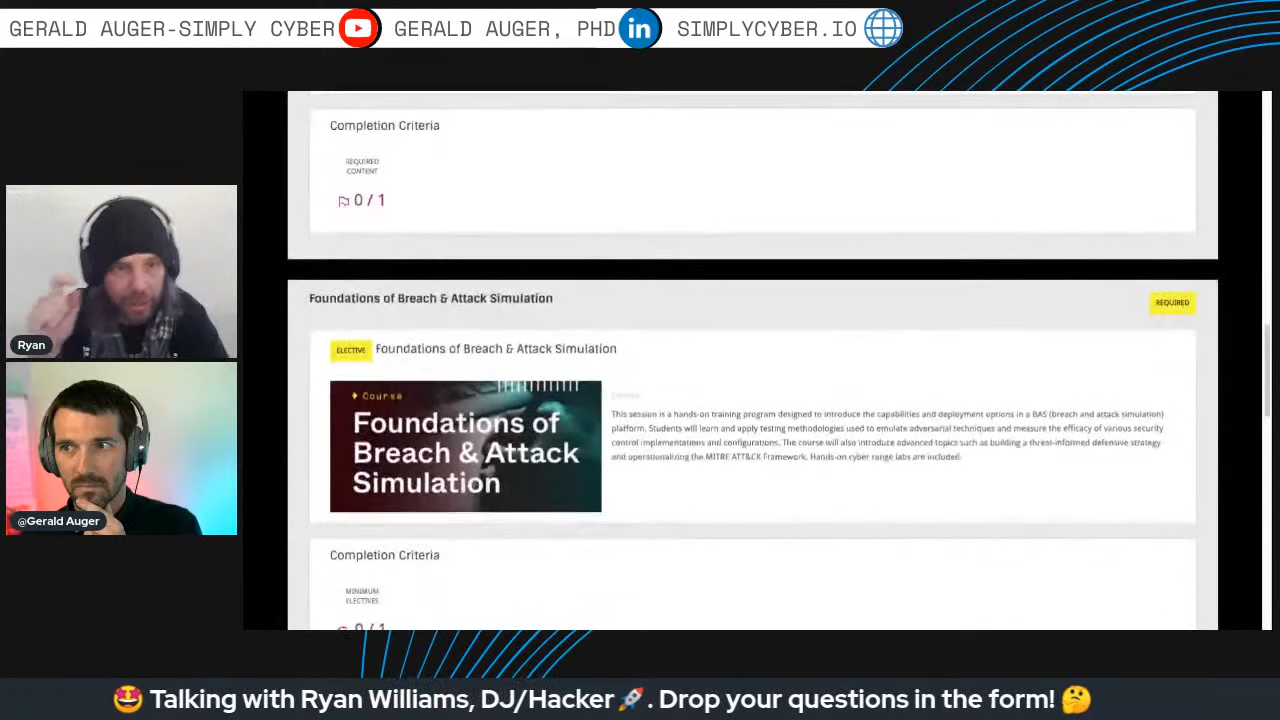 GERALD AUGER-SIMPLY CYBER GERALD AUGER, PHD in SIMPLYCYBER.IO
Completion Criteria
REQUIRED
CONTENT
0 / 1
Foundations of Breach & Attack Simulation
REQUIRED
ELECTIVE Foundations of Breach & Attack Simulation
Course
Foundations of
Breach & Attack
Simulation
Course
This session is a hands-on training program designed to introduce the capabilities and deployment options in a BAS (breach and attack simulation)
platform. Students will learn and apply testing methodologies used to emulate adversarial techniques and measure the efficacy of various security
control implementations and configurations. The course will also introduce advanced topics such as building a threat-informed defensive strategy
and operationalizing the MITRE ATT&CK Framework. Hands-on cyber range labs are included.
Completion Criteria
MINIMUM
ELECTIVES
0 / 1
Ryan
@Gerald Auger
🤩 Talking with Ryan Williams, DJ/Hacker 🚀. Drop your questions in the form! 🤔